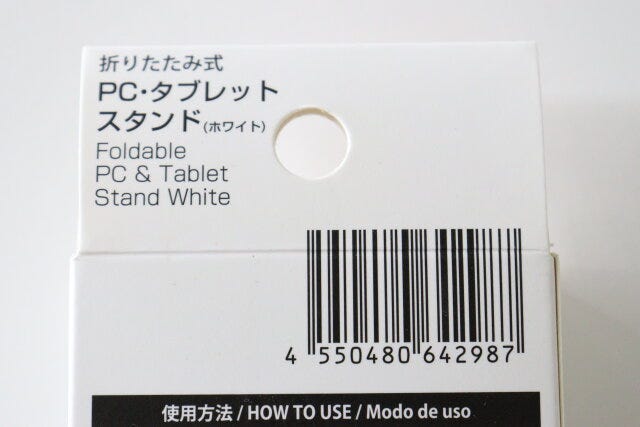 折りたたみ式
PC・タブレット
スタンド(ホワイト)
Foldable
PC & Tablet
Stand White
4 550480 642987
使用方法 / HOW TO USE / Modo de uso